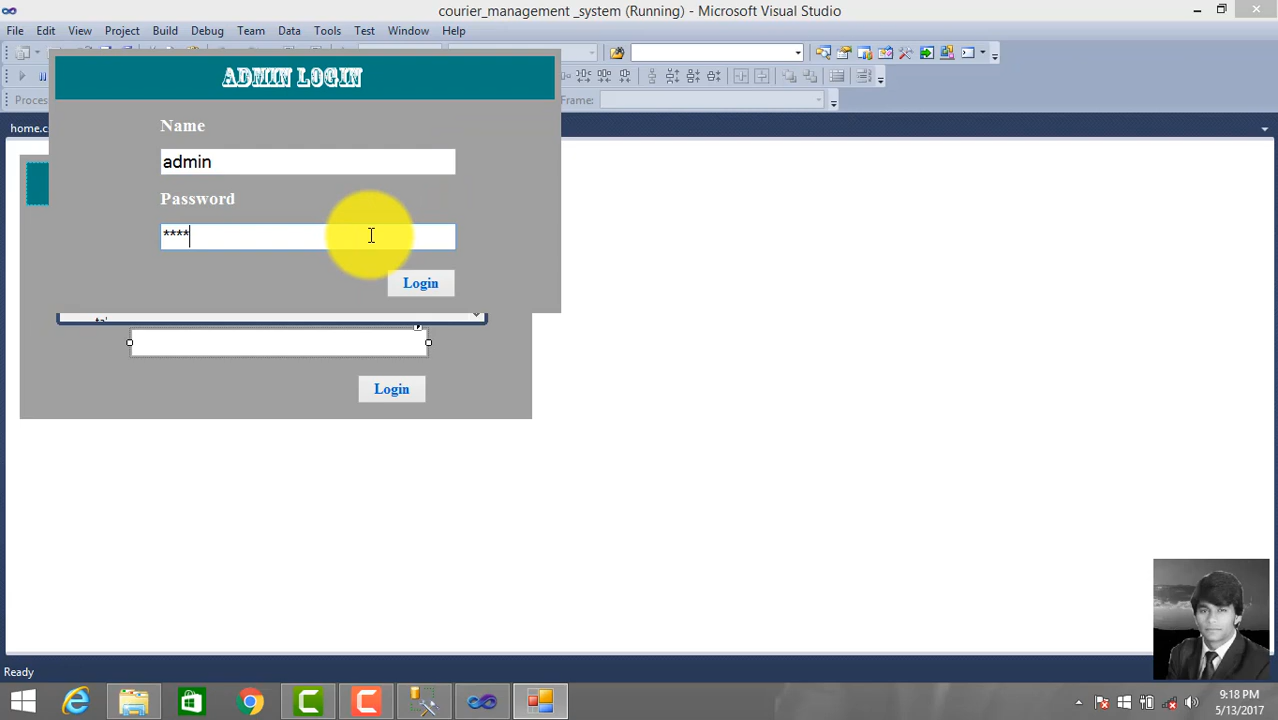 courier_management _system (Running) - Microsoft Visual Studio
File Edit View Project Build Debug Team Data Tools Test Window Help
Process
Frame:
home.c
ADMIN LOGIN
Name
admin
Password
****
Login
Login
Ready
9:18 PM
5/13/2017